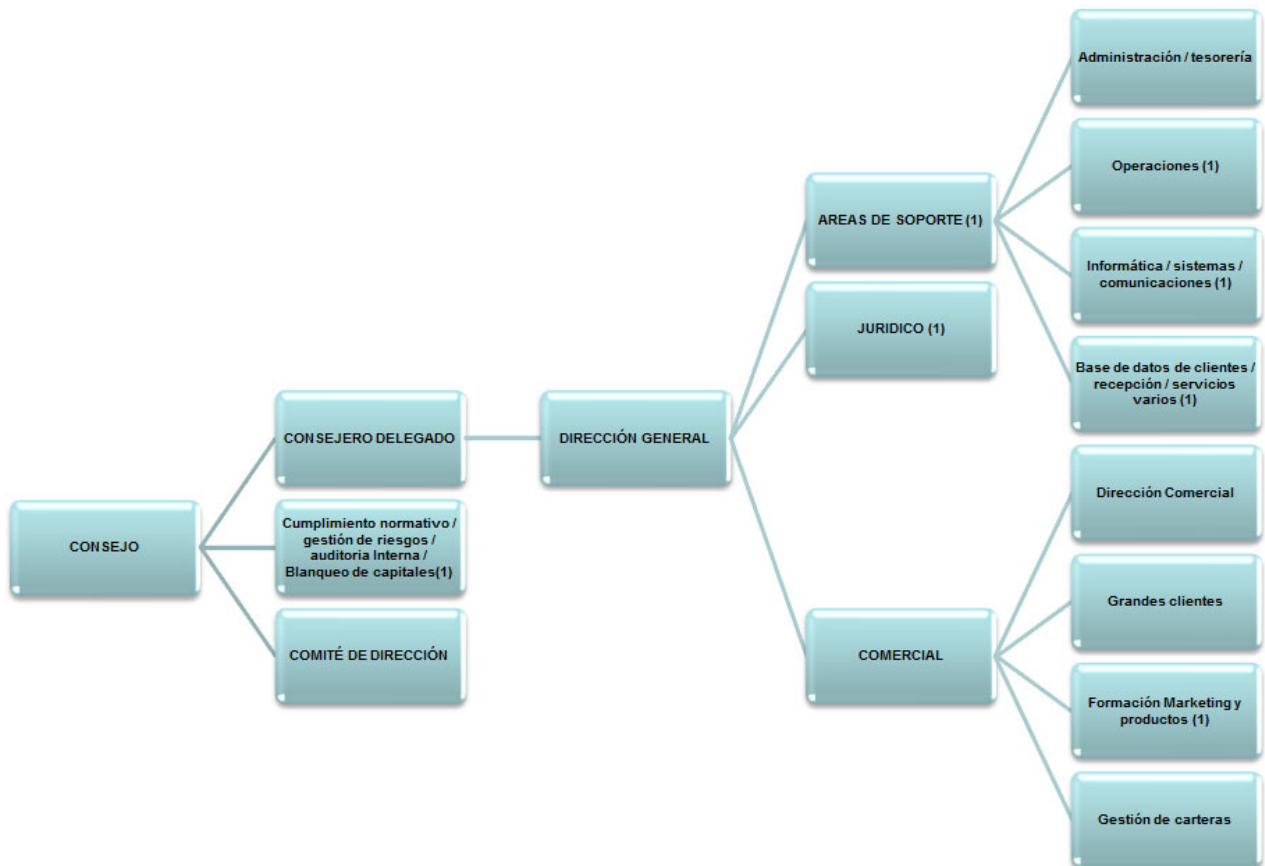 CONSEJO
CONSEJERO DELEGADO
Cumplimiento normativo /
gestión de riesgos /
auditoria Interna /
Blanqueo de capitales(1)
COMITÉ DE DIRECCIÓN
DIRECCIÓN GENERAL
AREAS DE SOPORTE (1)
JURIDICO (1)
COMERCIAL
Administración / tesorería
Operaciones (1)
Informática / sistemas /
comunicaciones (1)
Base de datos de clientes /
recepción / servicios
varios (1)
Dirección Comercial
Grandes clientes
Formación Marketing y
productos (1)
Gestión de carteras